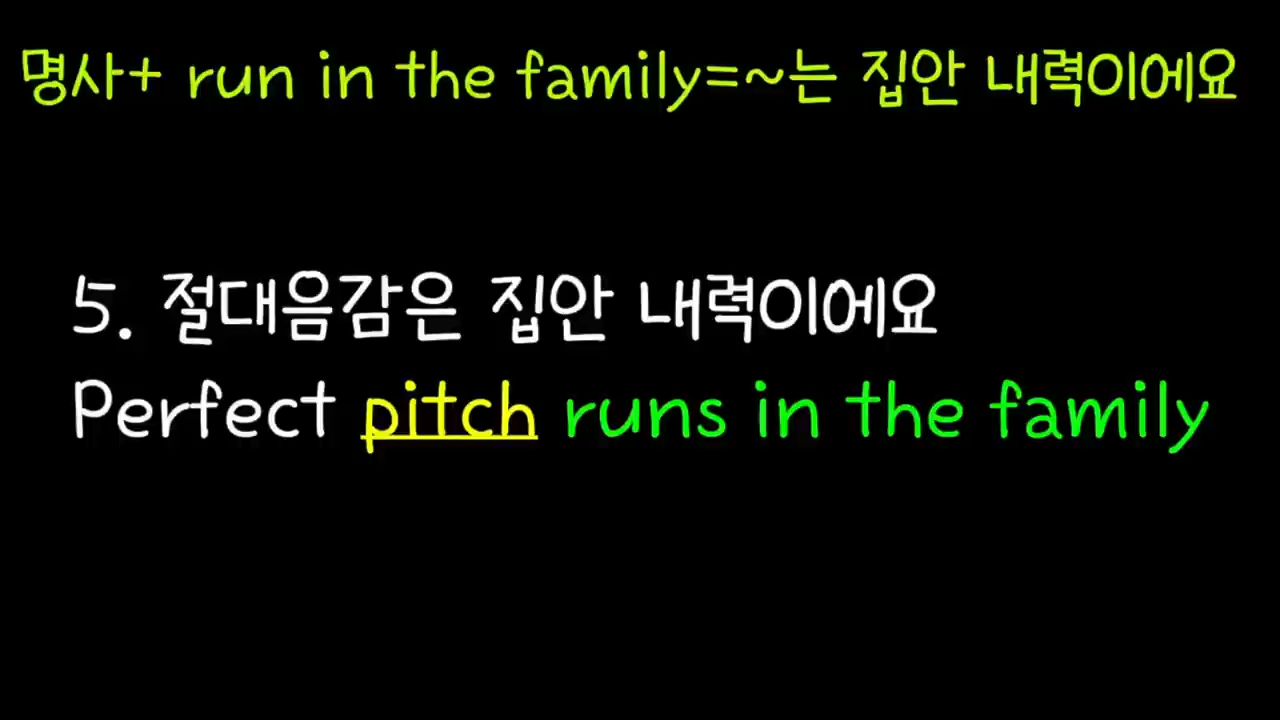 명사+ run in the family=~는 집안 내력이에요
5. 절대음감은 집안 내력이에요
Perfect pitch runs in the family